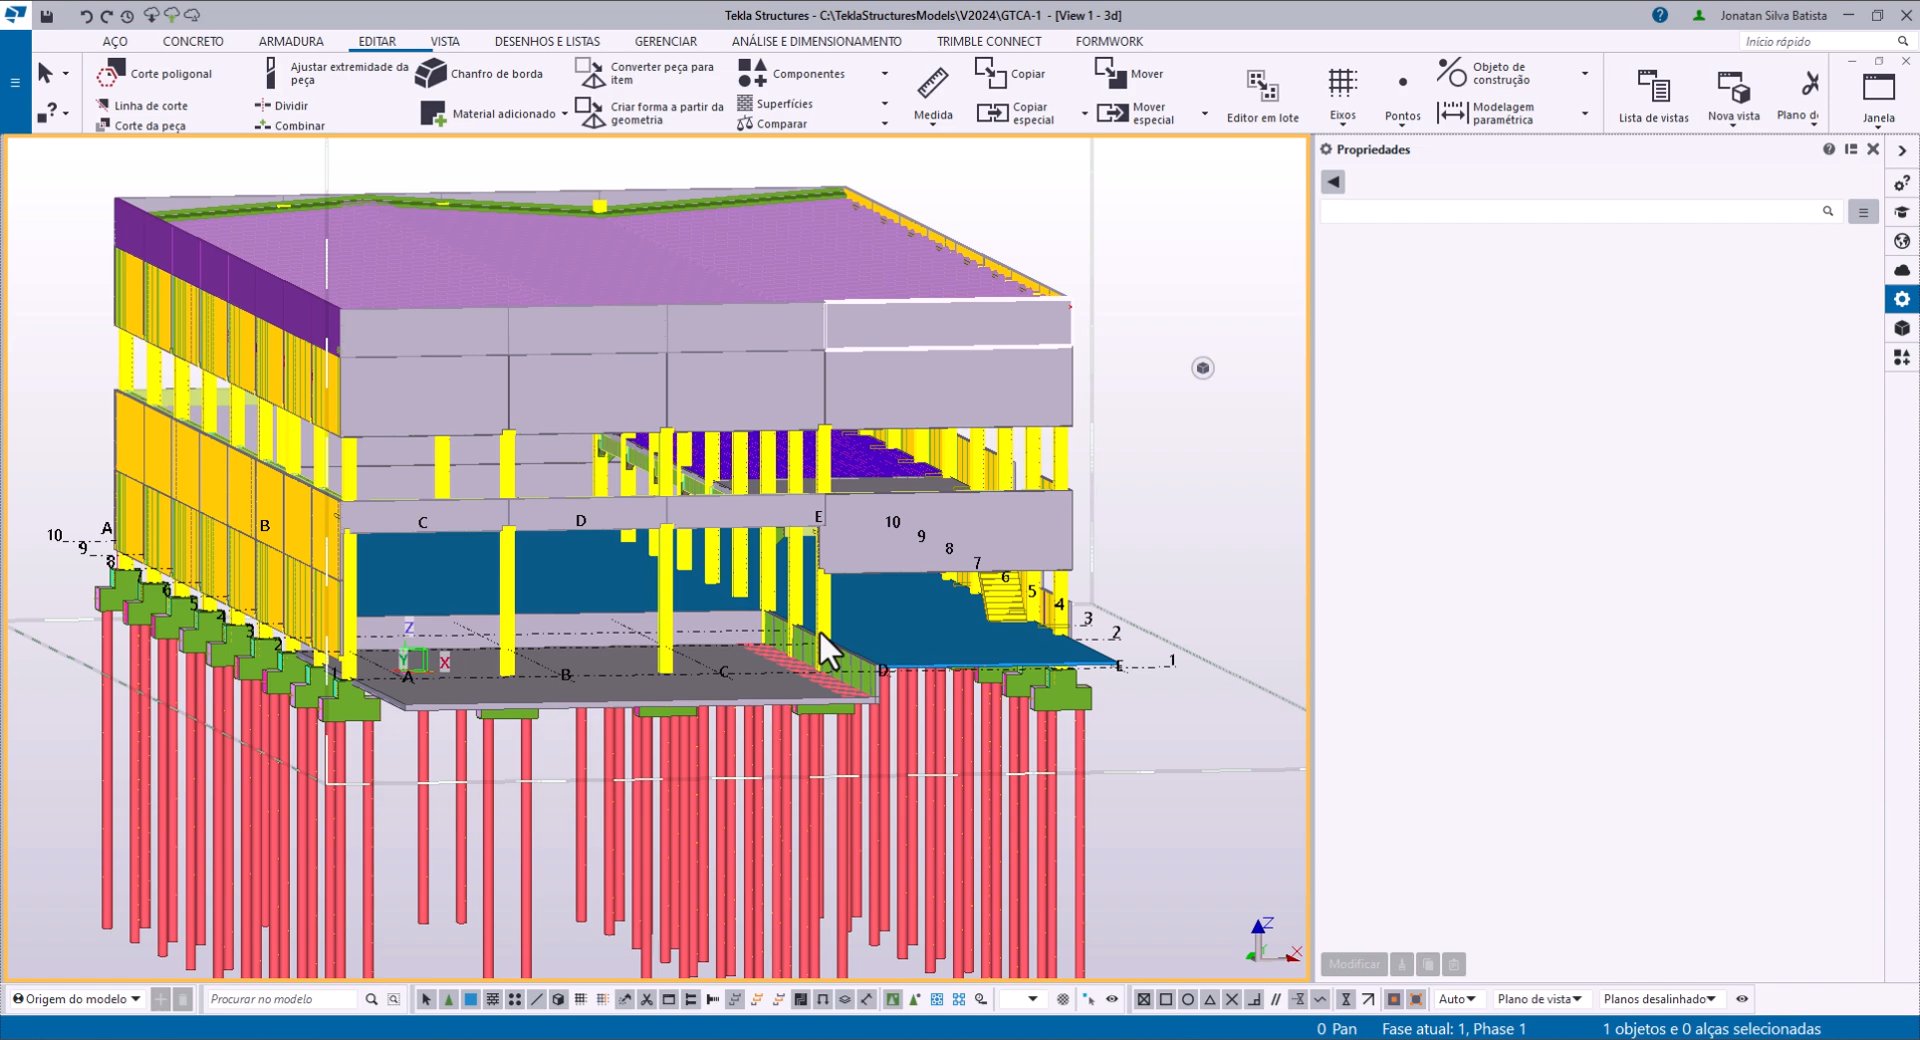 Tekla Structures - C:\TeklaStructuresModels\V2024\GTCA-1 - [View 1 - 3d]
Jonatan Silva Batista
AÇO CONCRETO ARMADURA EDITAR VISTA DESENHOS E LISTAS GERENCIAR ANÁLISE E DIMENSIONAMENTO TRIMBLE CONNECT FORMWORK
Início rápido
Corte poligonal
Linha de corte
Corte da peça
Ajustar extremidade da
peça
Dividir
Combinar
Chanfro de borda
Material adicionado
Converter peça para
item
Criar forma a partir da
geometria
Componentes
Superfícies
Comparar
Medida
Copiar
Copiar
especial
Mover
Mover
especial
Editor em lote
Eixos
Pontos
Objeto de
construção
Modelagem
paramétrica
Lista de vistas
Nova vista
Plano d
Janela
Propriedades
A B C D E 10
10 9 9
8 8
7
6 6
5 5
4 4
3 3
2 2
1 1
Z
Y X
A B C D E
Z
Y X
Modificar
Origem do modelo
Procurar no modelo
Auto
Plano de vista
Planos desalinhado
0 Pan Fase atual: 1, Phase 1 1 objetos e 0 alças selecionadas